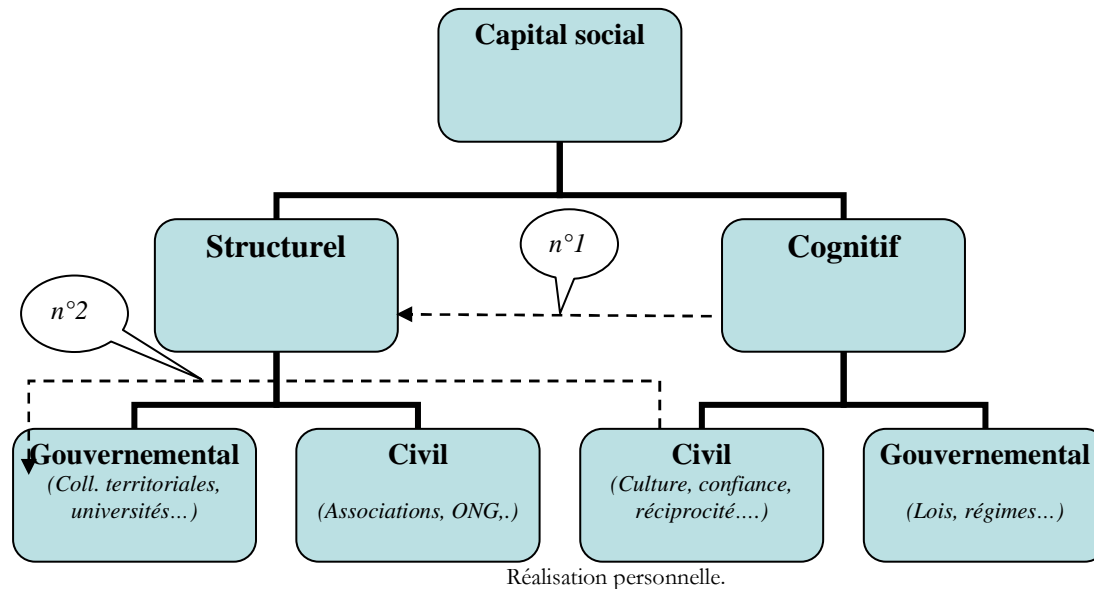 Capital social
Structurel
n°1
Cognitif
n°2
Gouvernemental
(Coll. territoriales,
universités…)
Civil
(Associations, ONG,.)
Civil
(Culture, confiance,
réciprocité….)
Gouvernemental
(Lois, régimes…)
Réalisation personnelle.